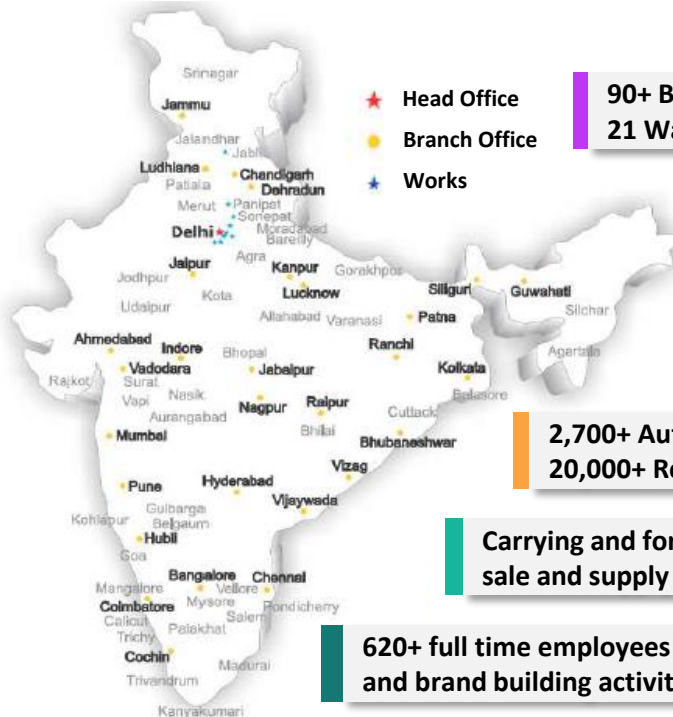 Srinagar
Jammu
Jalandhar
Ludhiana
Chandigarh
Patiala
Dehradun
Merut
Panipat
Sonepat
Delhi
Moradabad
Bareilly
Agra
Jaipur
Jodhpur
Kanpur
Gorakhpor
Kota
Lucknow
Siliguri
Guwahati
Udaipur
Allahabad
Varanasi
Patna
Silchar
Ahmedabad
Indore
Bhopal
Ranchi
Agartala
Vadodara
Jabalpur
Kolkata
Rajkot
Surat
Balasore
Vapi
Nasik
Nagpur
Raipur
Aurangabad
Cuttack
Bhilai
Mumbai
Bhubaneshwar
Vizag
Pune
Hyderabad
Vijaywada
Gulbarga
Kohlapur
Belgaum
Hubli
Goa
Bangalore
Chennai
Mangalore
Vellore
Coimbatore
Mysore
Pondicherry
Calicut
Salem
Trichy
Palakhat
Cochin
Madurai
Trivandrum
Kanyakumari
Head Office
Branch Office
Works
90+ B
21 Wa
2,700+ Aut
20,000+ Re
Carrying and for
sale and supply
620+ full time employees
and brand building activit